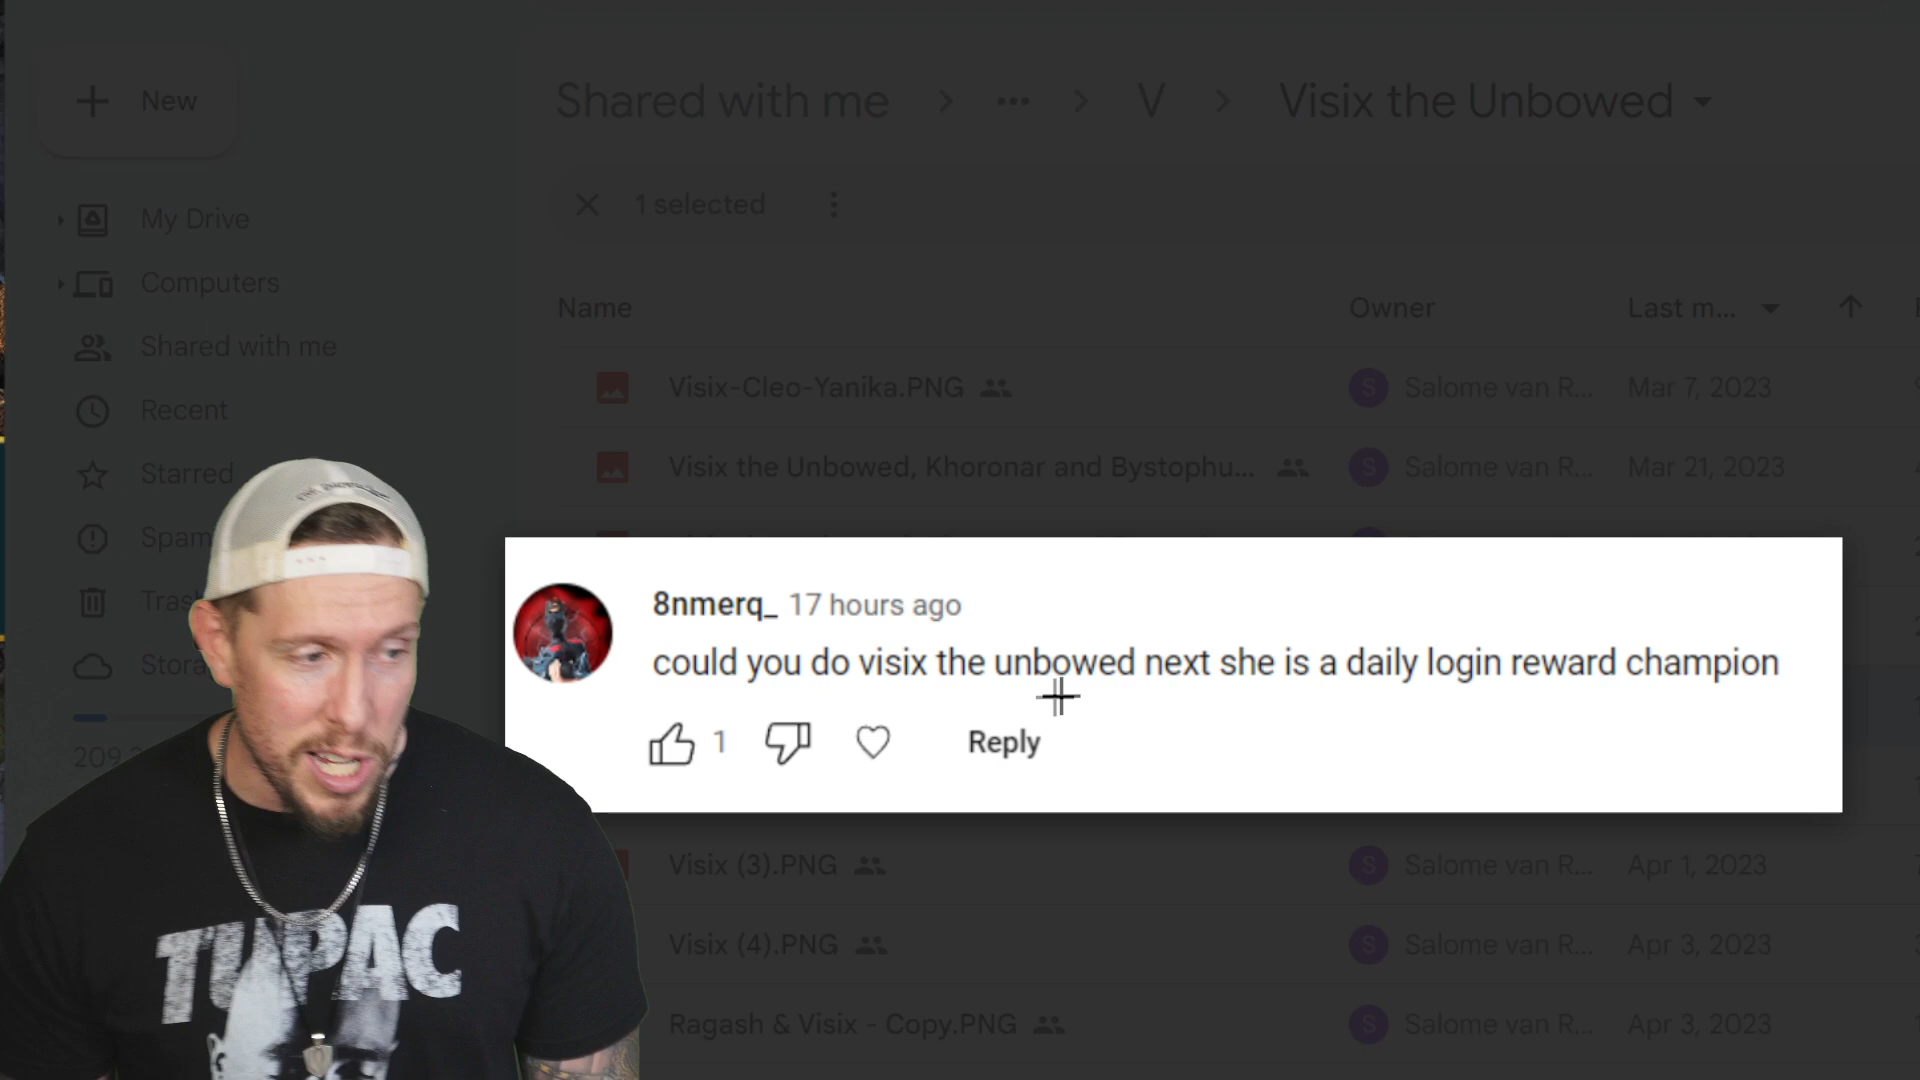 New
Shared with me
V
Visix the Unbowed
1 selected
My Drive
Computers
Shared with me
Recent
Starred
Spam
Name
Owner
Last m...
Visix-Cleo-Yanika.PNG
S
Salome van R...
Mar 7, 2023
Visix the Unbowed, Khoronar and Bystophu...
S
Salome van R...
Mar 21, 2023
8nmerq_ 17 hours ago
could you do visix the unbowed next she is a daily login reward champion
1
Reply
Visix (3).PNG
S
Salome van R...
Apr 1, 2023
Visix (4).PNG
S
Salome van R...
Apr 3, 2023
Ragash & Visix - Copy.PNG
S
Salome van R...
Apr 3, 2023
TUPAC